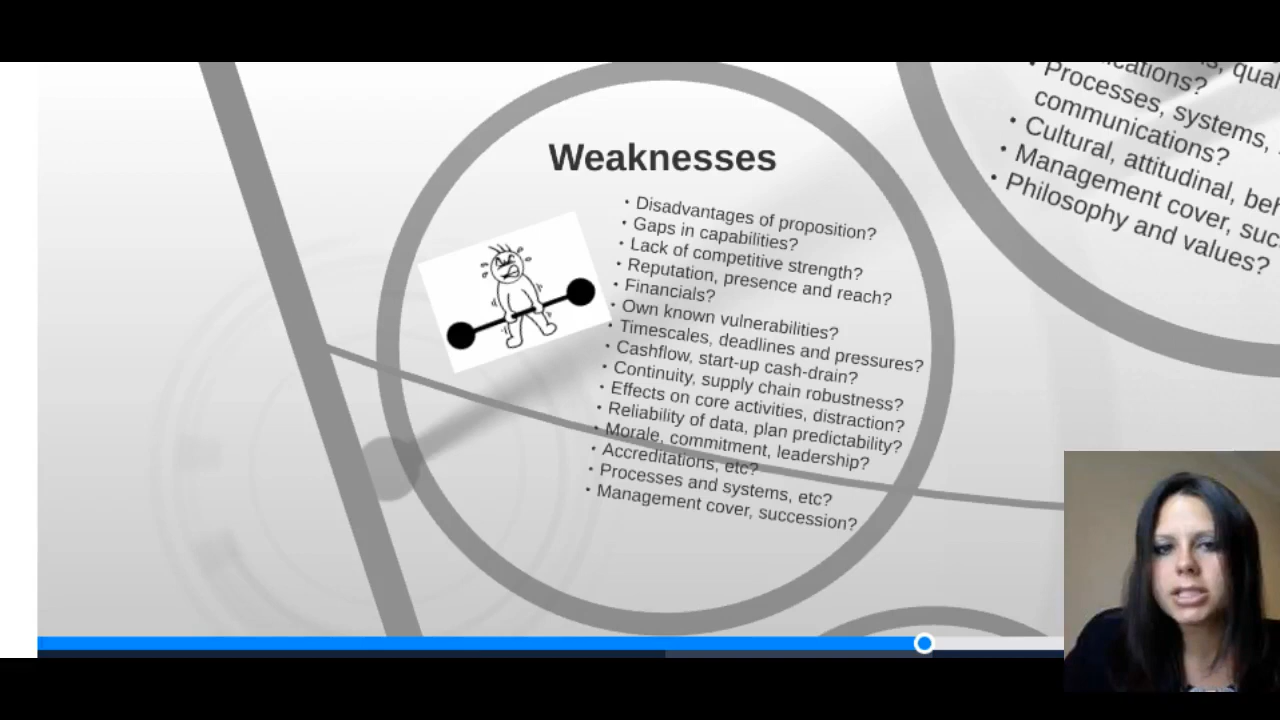 Weaknesses
• Disadvantages of proposition?
• Gaps in capabilities?
• Lack of competitive strength?
• Reputation, presence and reach?
• Financials?
• Own known vulnerabilities?
• Timescales, deadlines and pressures?
• Cashflow, start-up cash-drain?
• Continuity, supply chain robustness?
• Effects on core activities, distraction?
• Reliability of data, plan predictability?
• Morale, commitment, leadership?
• Accreditations, etc?
• Processes and systems, etc?
• Management cover, succession?
• Processes, systems,
communications?
• Cultural, attitudinal,
• Management cover,
• Philosophy and values?